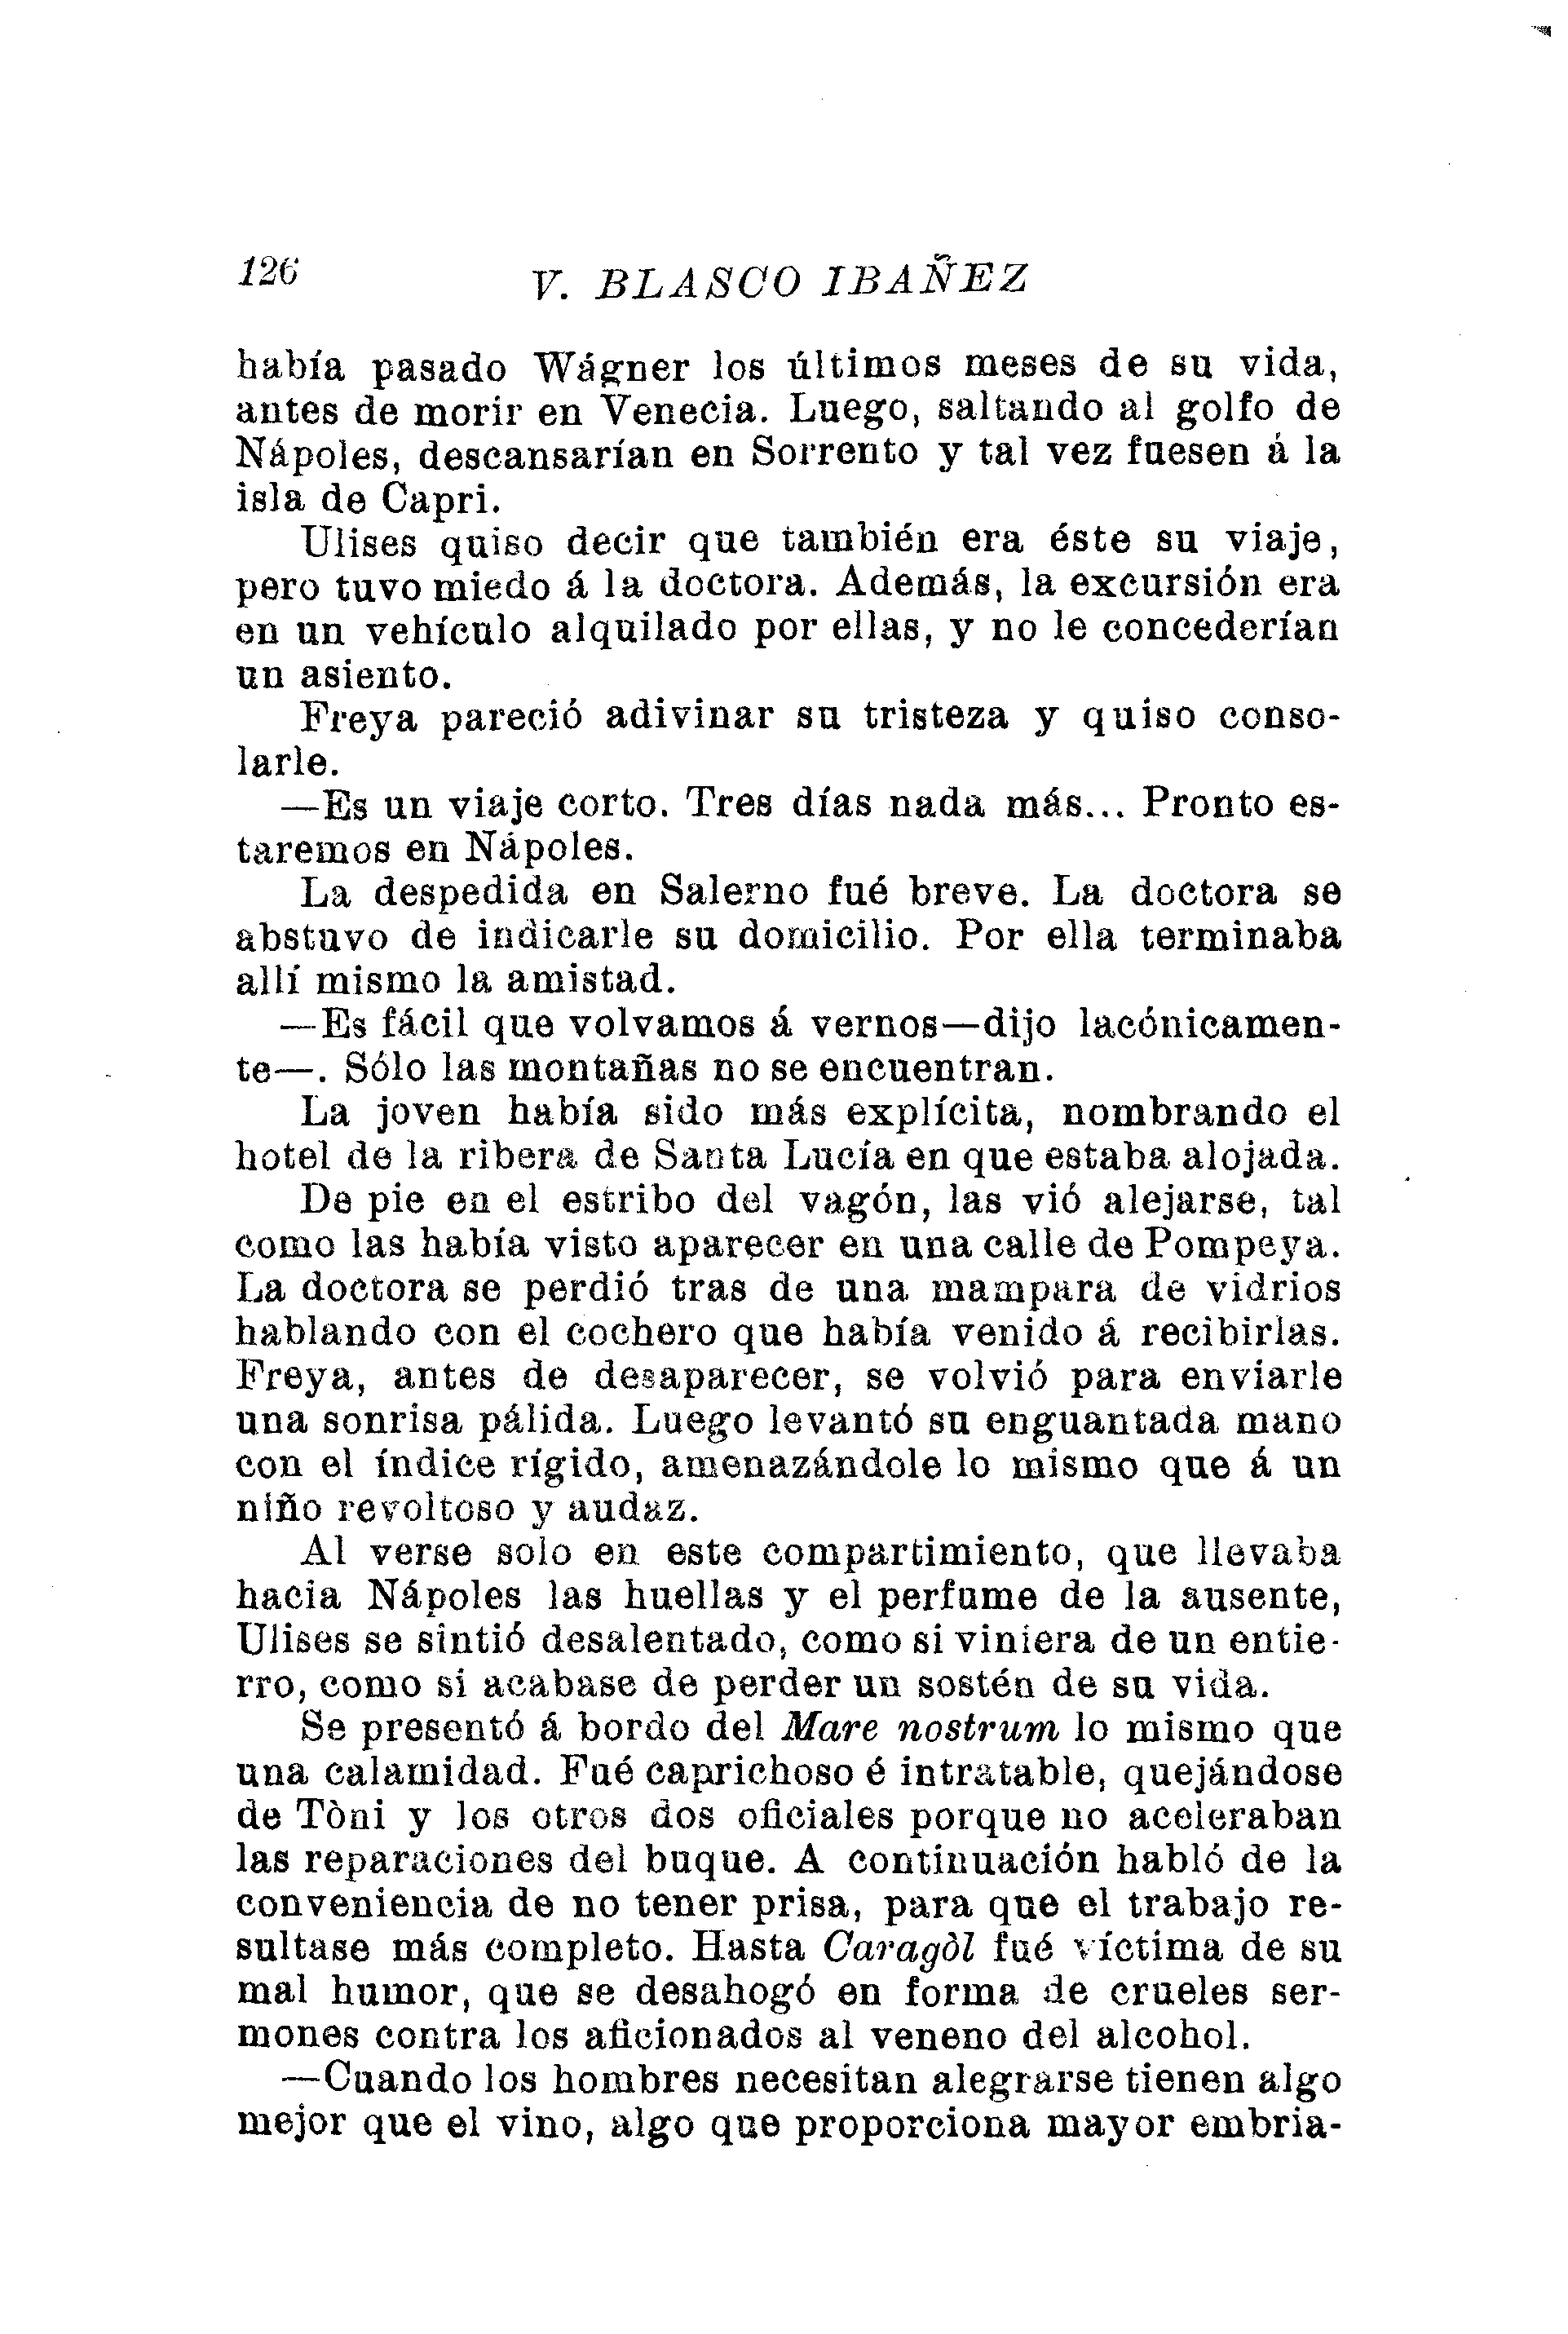 126
V. BLASCO IBAÑEZ
había pasado Wágner los últimos meses de su vida,
antes de morir en Venecia. Luego, saltando al golfo de
Nápoles, descansarían en Sorrento y tal vez fuesen á la
isla de Capri.
Ulises quiso decir que también era éste su viaje,
pero tuvo miedo á la doctora. Además, la excursión era
en un vehículo alquilado por ellas, y no le concederían
un asiento.
Freya pareció adivinar su tristeza y quiso conso-
larle.
—Es un viaje corto. Tres días nada más... Pronto es-
taremos en Nápoles.
La despedida en Salerno fué breve. La doctora se
abstuvo de indicarle su domicilio. Por ella terminaba
allí mismo la amistad.
—Es fácil que volvamos á vernos—dijo lacónicamen-
te—. Sólo las montañas no se encuentran.
La joven había sido más explícita, nombrando el
hotel de la ribera de Santa Lucía en que estaba alojada.
De pie en el estribo del vagón, las vió alejarse, tal
como las había visto aparecer en una calle de Pompeya.
La doctora se perdió tras de una mampara de vidrios
hablando con el cochero que había venido á recibirlas.
Freya, antes de desaparecer, se volvió para enviarle
una sonrisa pálida. Luego levantó su enguantada mano
con el índice rígido, amenazándole lo mismo que á un
niño revoltoso y audaz.
Al verse solo en este compartimiento, que llevaba
hacia Nápoles las huellas y el perfume de la ausente,
Ulises se sintió desalentado, como si viniera de un entie-
rro, como si acabase de perder un sostén de su vida.
Se presentó á bordo del Mare nostrum lo mismo que
una calamidad. Fué caprichoso é intratable, quejándose
de Tòni y los otros dos oficiales porque no aceleraban
las reparaciones del buque. A continuación habló de la
conveniencia de no tener prisa, para que el trabajo re-
sultase más completo. Hasta Caragòl fué víctima de su
mal humor, que se desahogó en forma de crueles ser-
mones contra los aficionados al veneno del alcohol.
—Cuando los hombres necesitan alegrarse tienen algo
mejor que el vino, algo que proporciona mayor embria-